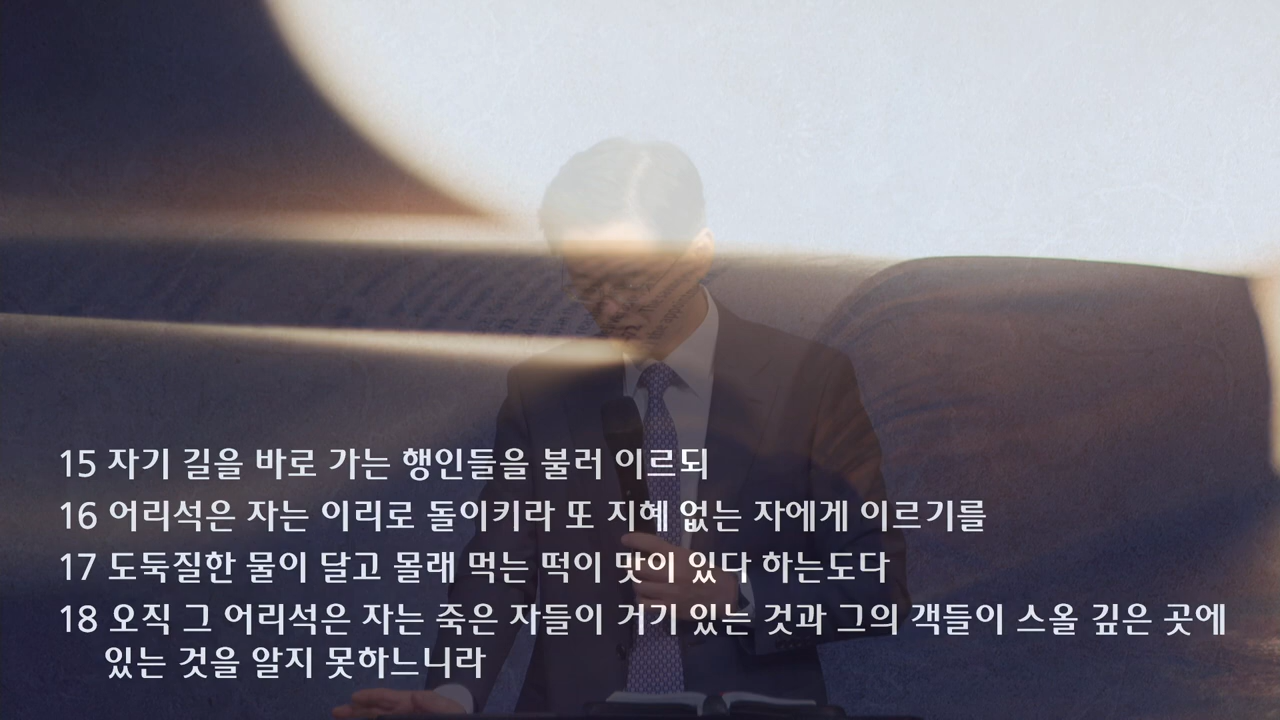 15 자기 길을 바로 가는 행인들을 불러 이르되
16 어리석은 자는 이리로 돌이키라 또 지혜 없는 자에게 이르기를
17 도둑질한 물이 달고 몰래 먹는 떡이 맛이 있다 하는도다
18 오직 그 어리석은 자는 죽은 자들이 거기 있는 것과 그의 객들이 스올 깊은 곳에
있는 것을 알지 못하느니라